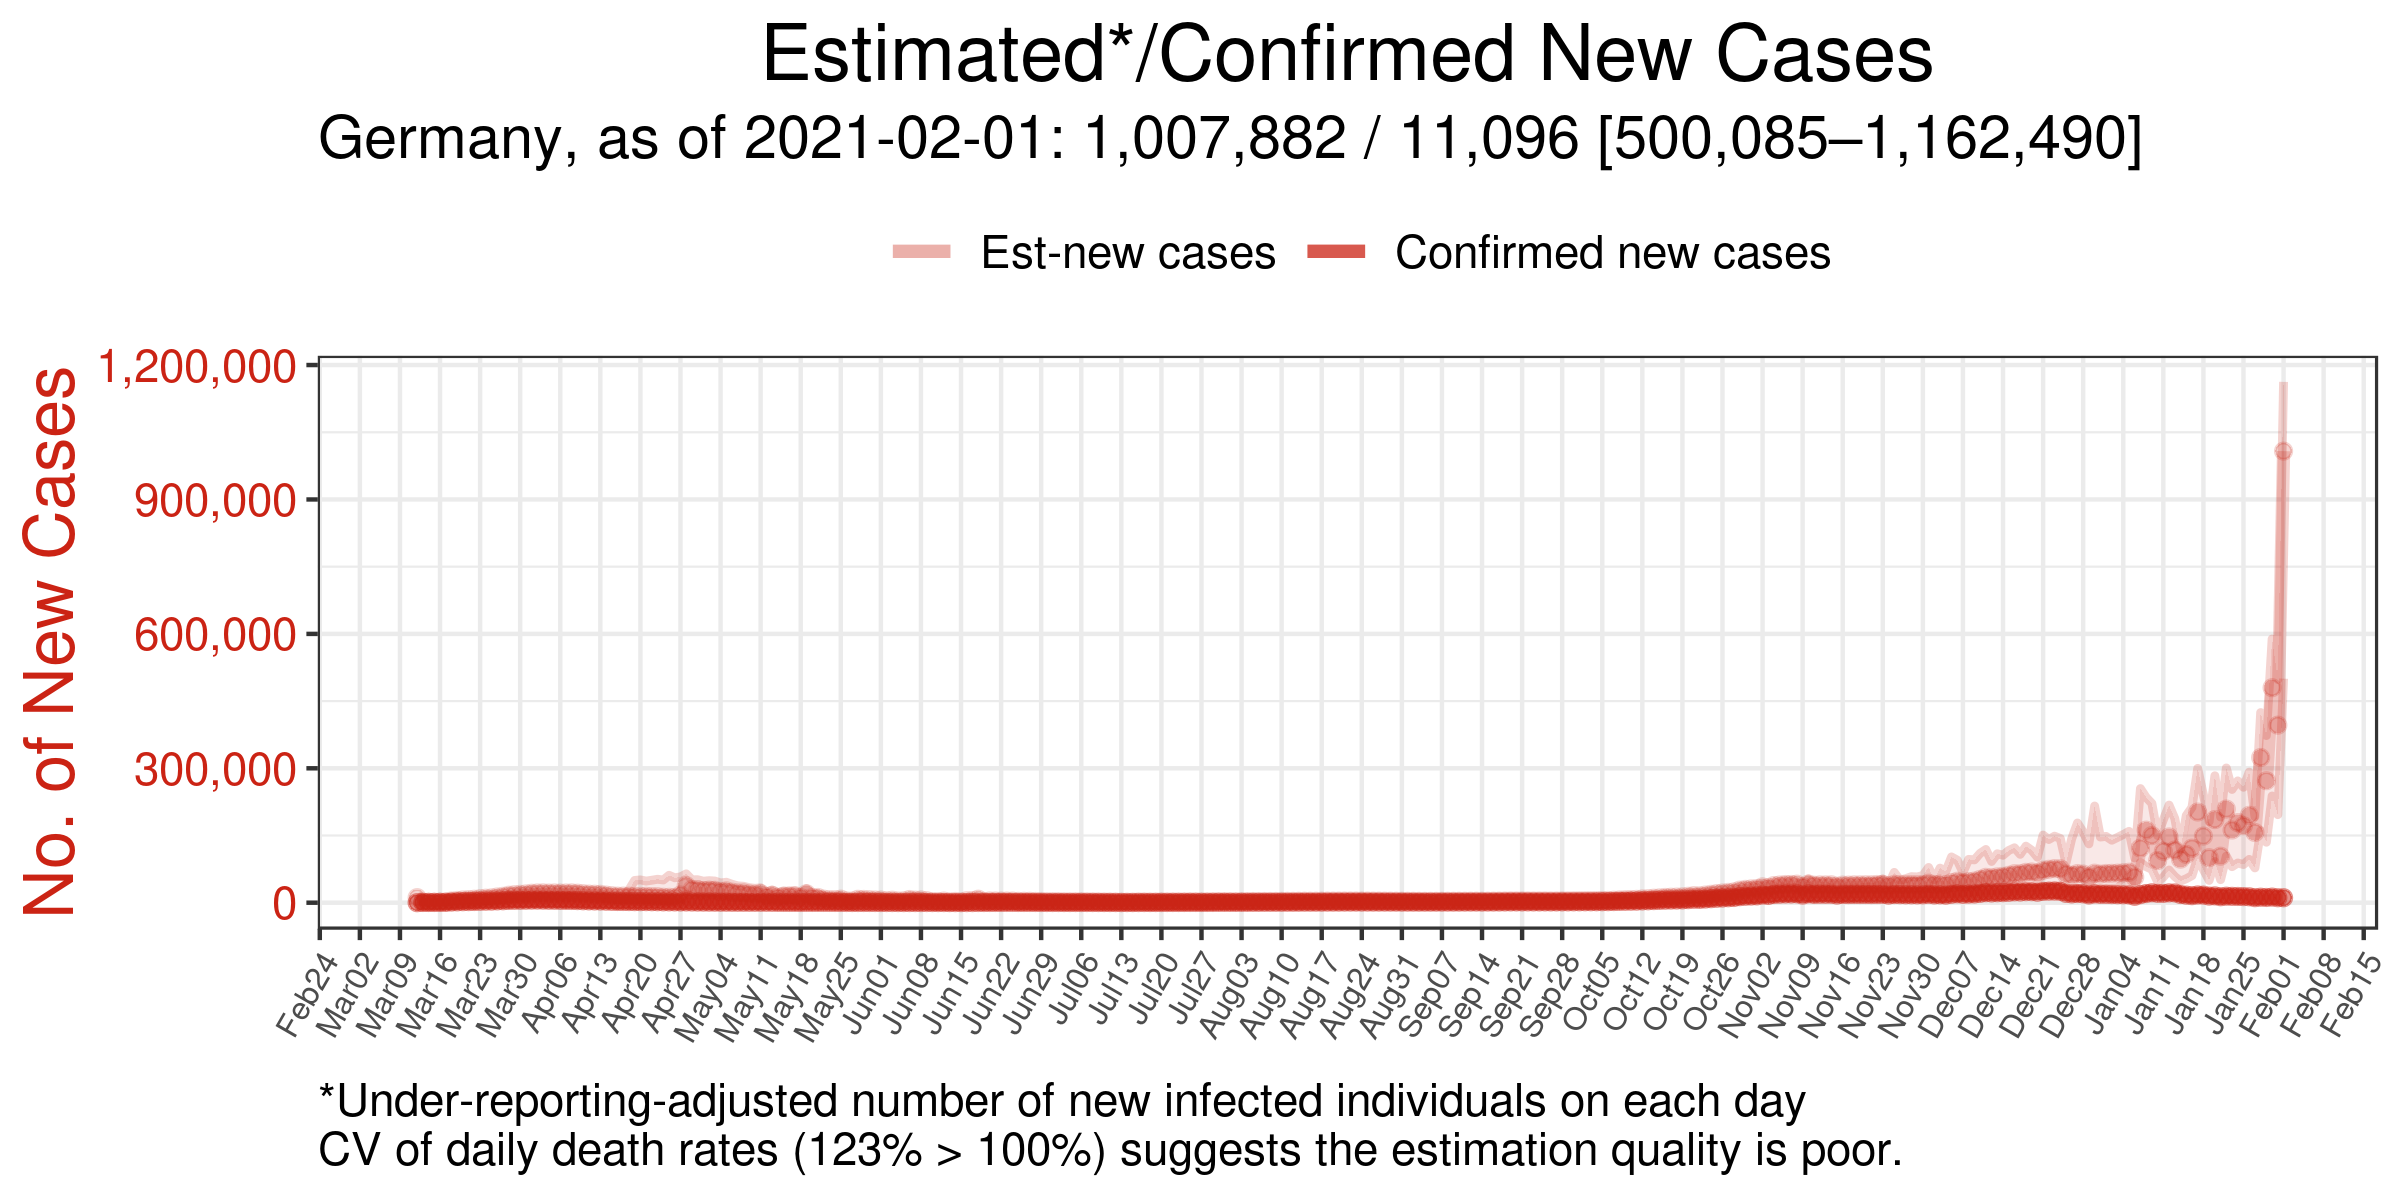 Estimated*/Confirmed New Cases
Germany, as of 2021-02-01: 1,007,882 / 11,096 [500,085–1,162,490]
Est-new cases
Confirmed new cases
No. of New Cases
1,200,000
900,000
600,000
300,000
0
Feb24
Mar02
Mar09
Mar16
Mar23
Mar30
Apr06
Apr13
Apr20
Apr27
May04
May11
May18
May25
Jun01
Jun08
Jun15
Jun22
Jun29
Jul06
Jul13
Jul20
Jul27
Aug03
Aug10
Aug17
Aug24
Aug31
Sep07
Sep14
Sep21
Sep28
Oct05
Oct12
Oct19
Oct26
Nov02
Nov09
Nov16
Nov23
Nov30
Dec07
Dec14
Dec21
Dec28
Jan04
Jan11
Jan18
Jan25
Feb01
Feb08
Feb15
*Under-reporting-adjusted number of new infected individuals on each day
CV of daily death rates (123% > 100%) suggests the estimation quality is poor.